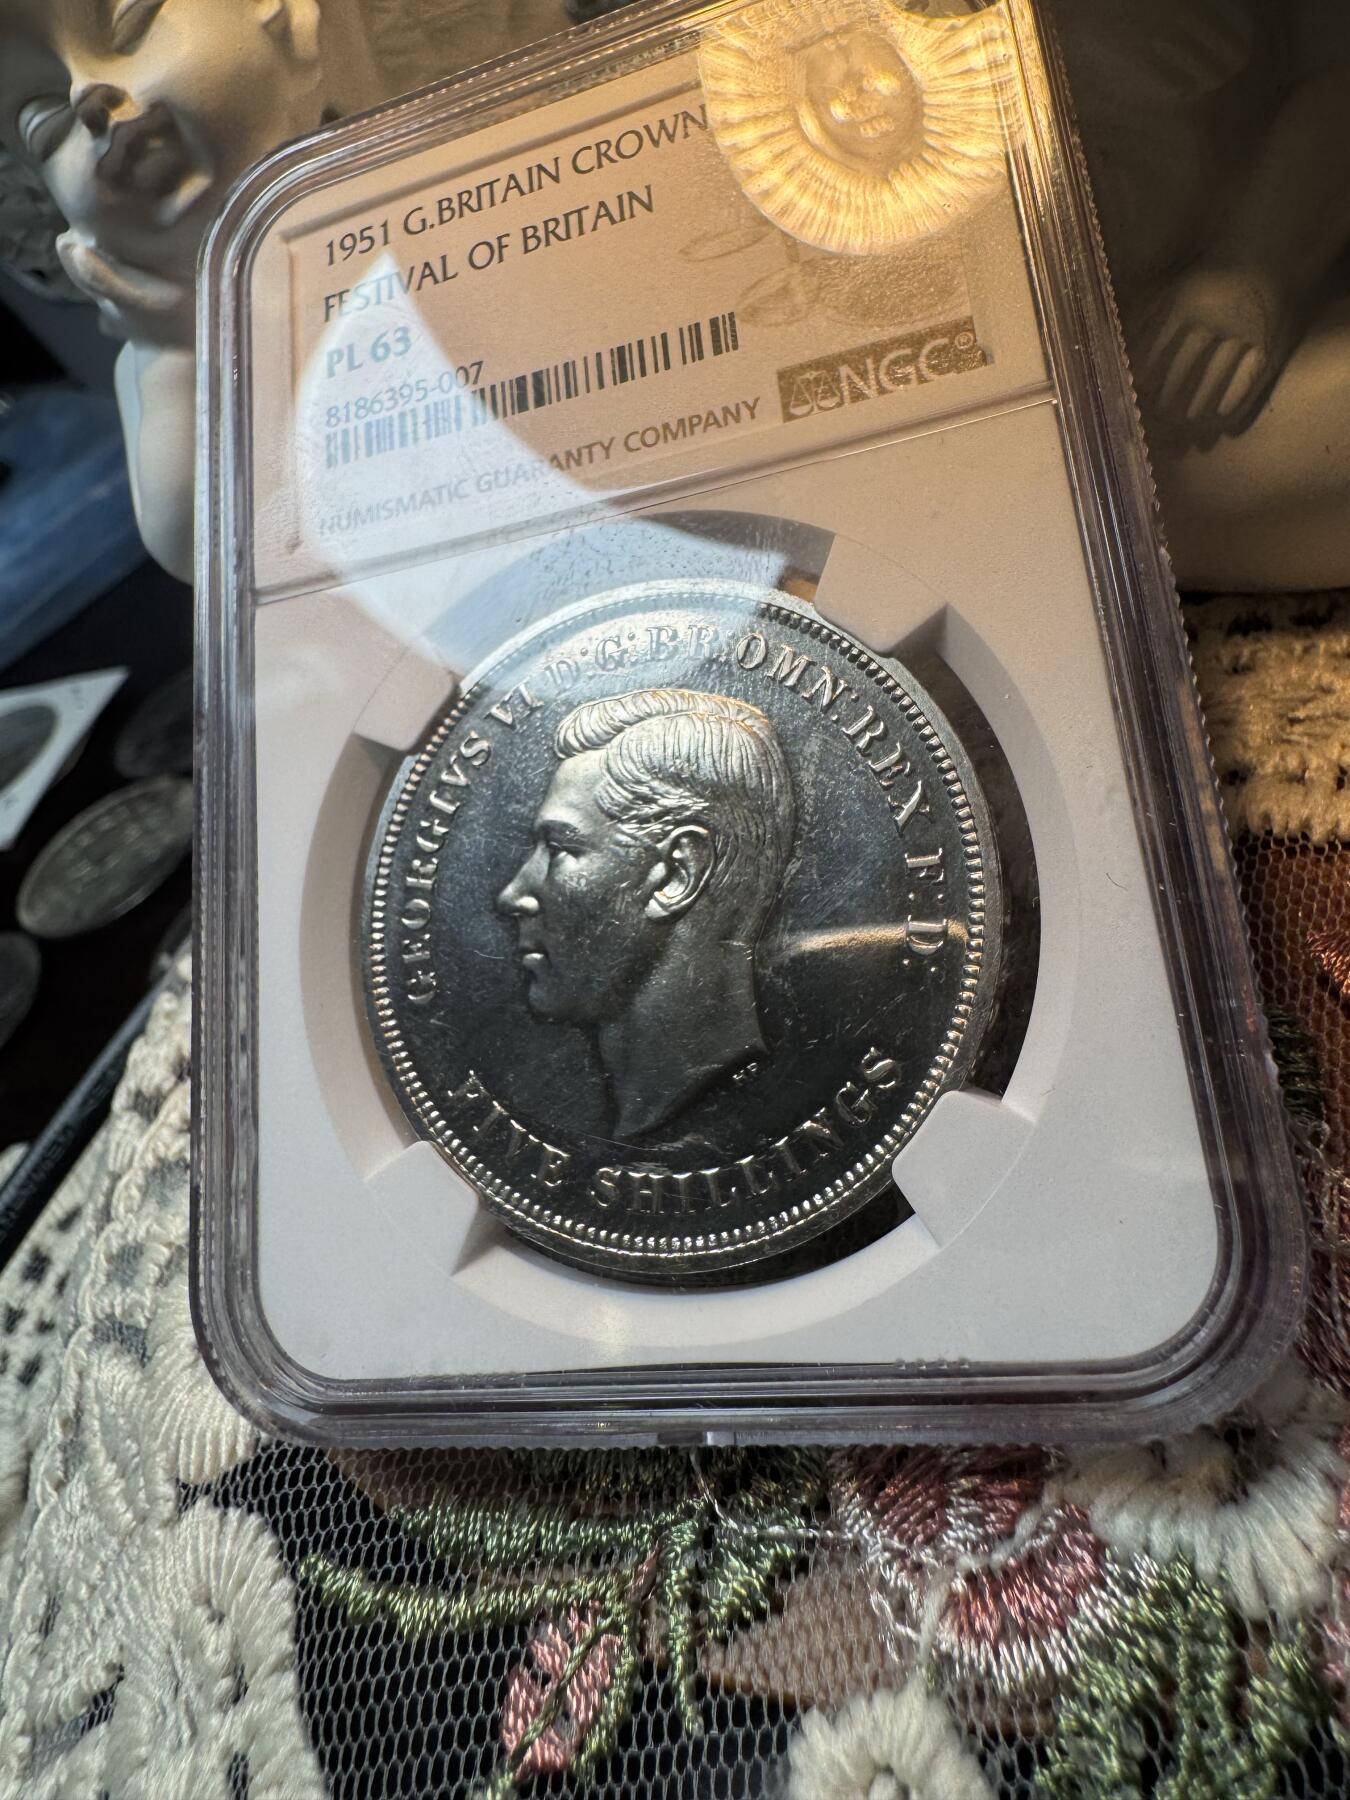 1951 G.BRITAIN CROWN
FESTIVAL OF BRITAIN
PL 63
8186395-007
NUMISMATIC GUARANTY COMPANY
NGC®
GEORGIVS VI D:G:BR:OMN:REX F:D:
HP
FIVE SHILLINGS